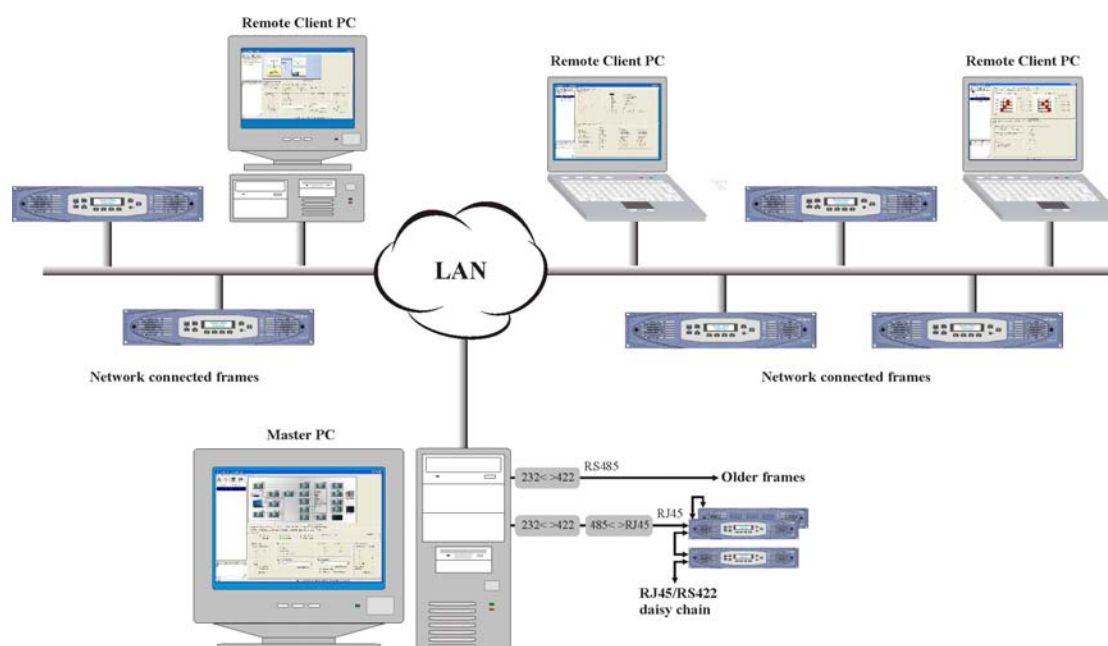 Remote Client PC
Remote Client PC
Remote Client PC
LAN
Network connected frames
Network connected frames
Master PC
232< >422
RS485
Older frames
232< >422
485< >RJ45
RJ45
RJ45/RS422
daisy chain